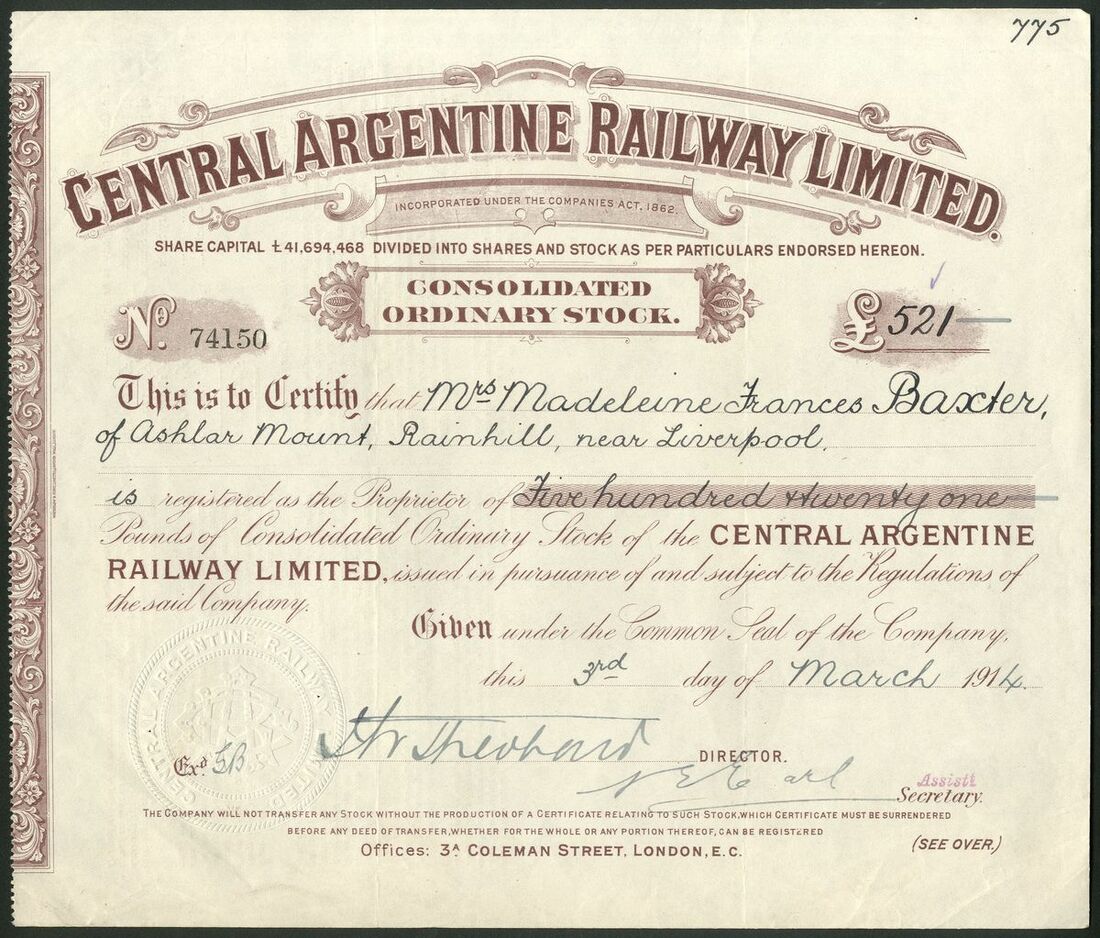 775
CENTRAL ARGENTINE RAILWAY LIMITED.
INCORPORATED UNDER THE COMPANIES ACT, 1862.
SHARE CAPITAL £41,694,468 DIVIDED INTO SHARES AND STOCK AS PER PARTICULARS ENDORSED HEREON.
CONSOLIDATED
ORDINARY STOCK.
No. 74150
£521
This is to Certify that Mrs Madeleine Frances Baxter,
of Ashlar Mount, Rainhill, near Liverpool,
is registered as the Proprietor of Five hundred & twenty one
Pounds of Consolidated Ordinary Stock of the CENTRAL ARGENTINE
RAILWAY LIMITED, issued in pursuance of and subject to the Regulations of
the said Company.
Given under the Common Seal of the Company,
this 3rd day of March 1914.
CENTRAL ARGENTINE RAILWAY LIMITED
Exd.
DIRECTOR.
Assistt
Secretary.
THE COMPANY WILL NOT TRANSFER ANY STOCK WITHOUT THE PRODUCTION OF A CERTIFICATE RELATING TO SUCH STOCK, WHICH CERTIFICATE MUST BE SURRENDERED
BEFORE ANY DEED OF TRANSFER, WHETHER FOR THE WHOLE OR ANY PORTION THEREOF, CAN BE REGISTERED
Offices: 3A COLEMAN STREET, LONDON, E.C.
(SEE OVER.)